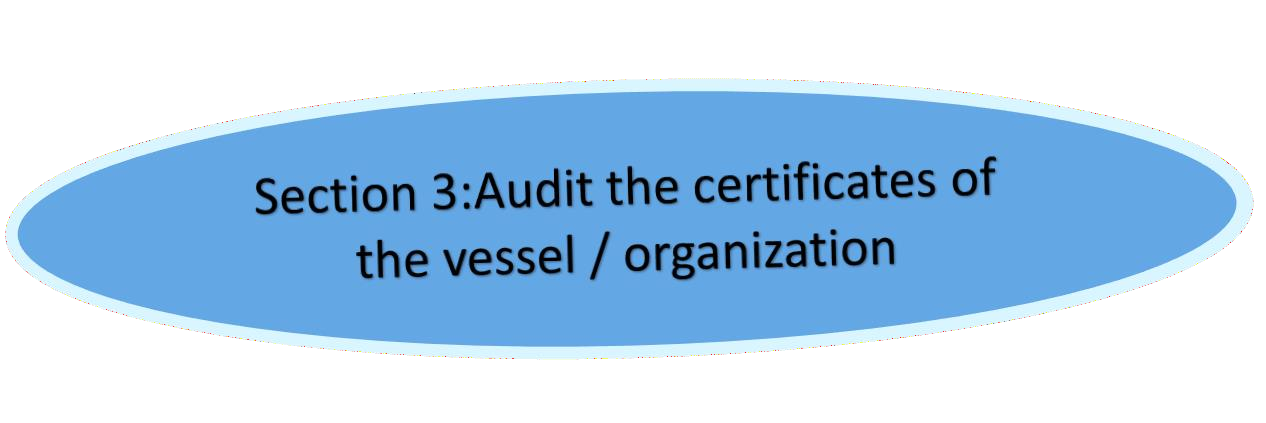 Section 3:Audit the certificates of
the vessel / organization